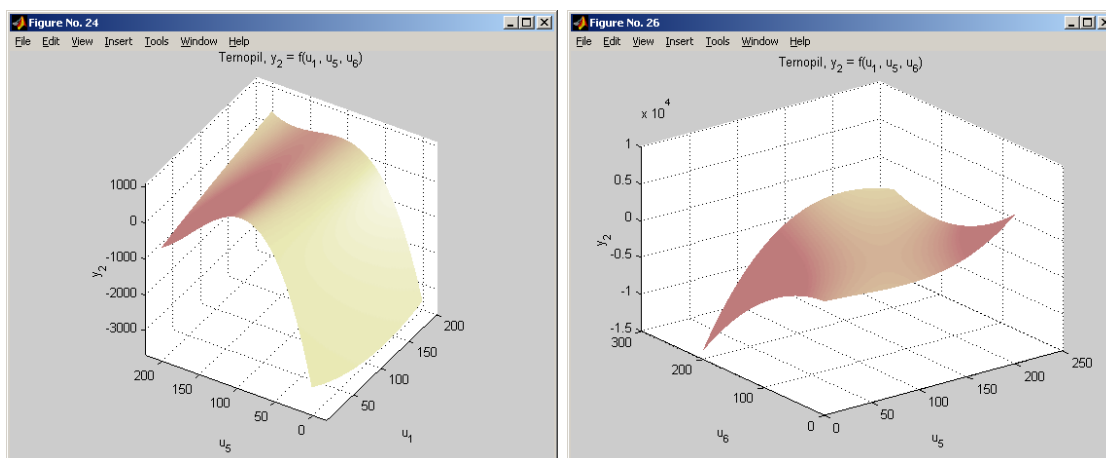 Figure No. 24
File Edit View Insert Tools Window Help
Ternopil, y₂ = f(u₁, u₅, u₆)
1000
0
-1000
-2000
-3000
y₂
200
150
100
50
0
u₅
50
100
150
200
u₁
Figure No. 26
File Edit View Insert Tools Window Help
Ternopil, y₂ = f(u₁, u₅, u₆)
x 10⁴
1
0.5
0
-0.5
-1
-1.5
y₂
300
200
100
0
u₆
0
50
100
150
200
250
u₅